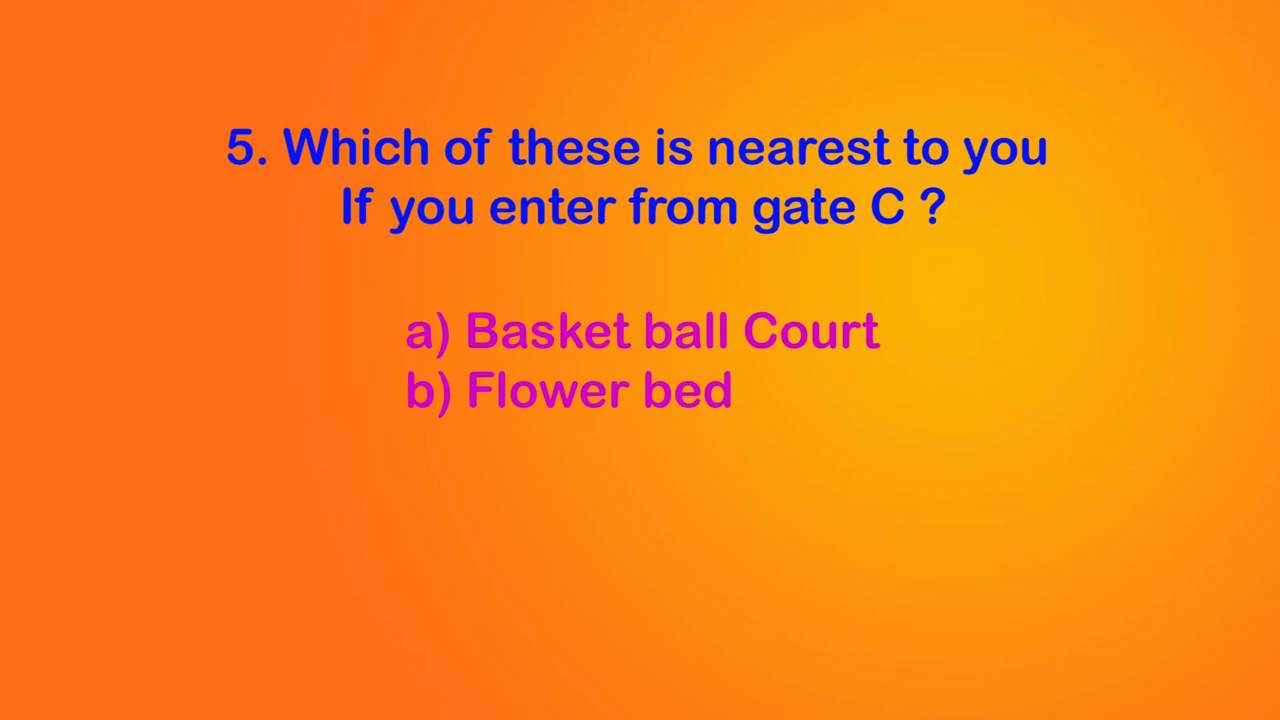 5. Which of these is nearest to you
If you enter from gate C ?
a) Basket ball Court
b) Flower bed